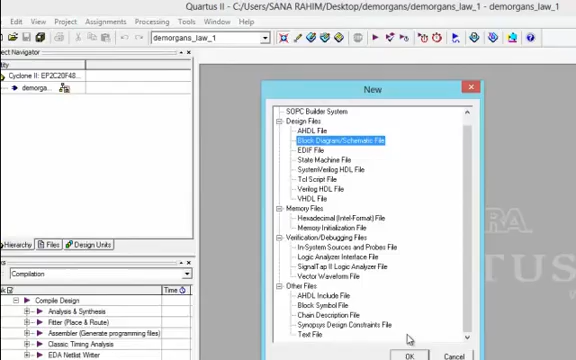 Quartus II - C:/Users/SANA RAHIM/Desktop/demorgans/demorgans_law_1 - demorgans_law_1
Edit View Project Assignments Processing Tools Window Help
demorgans_law_1
ect Navigator
Cyclone II: EP2C20F48...
demorga...
Hierarchy Files Design Units
Compilation
Time
Compile Design
Analysis & Synthesis
Fitter (Place & Route)
Assembler (Generate programming files)
Classic Timing Analysis
EDA Netlist Writer
New
SOPC Builder System
Design Files
AHDL File
Block Diagram/Schematic File
EDIF File
State Machine File
SystemVerilog HDL File
Tcl Script File
Verilog HDL File
VHDL File
Memory Files
Hexadecimal (Intel-Format) File
Memory Initialization File
Verification/Debugging Files
In-System Sources and Probes File
Logic Analyzer Interface File
SignalTap II Logic Analyzer File
Vector Waveform File
Other Files
AHDL Include File
Block Symbol File
Chain Description File
Synopsys Design Constraints File
Text File
OK Cancel
RA
TUS